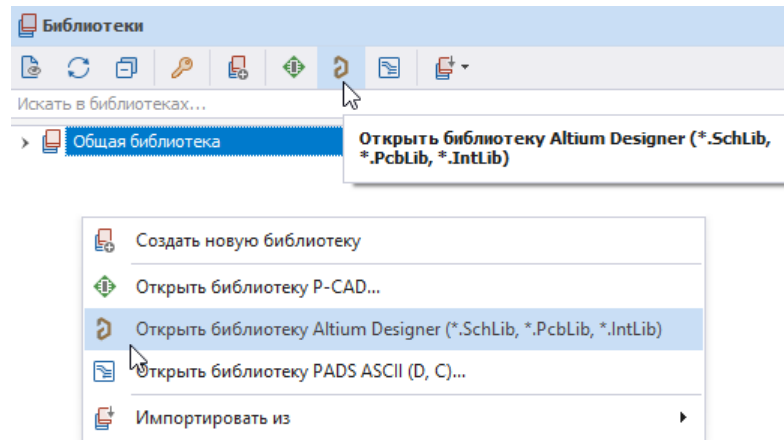 Библиотеки
Искать в библиотеках...
Общая библиотека
Открыть библиотеку Altium Designer (*.SchLib,
*.PcbLib, *.IntLib)
Создать новую библиотеку
Открыть библиотеку P-CAD...
Открыть библиотеку Altium Designer (*.SchLib, *.PcbLib, *.IntLib)
Открыть библиотеку PADS ASCII (D, C)...
Импортировать из